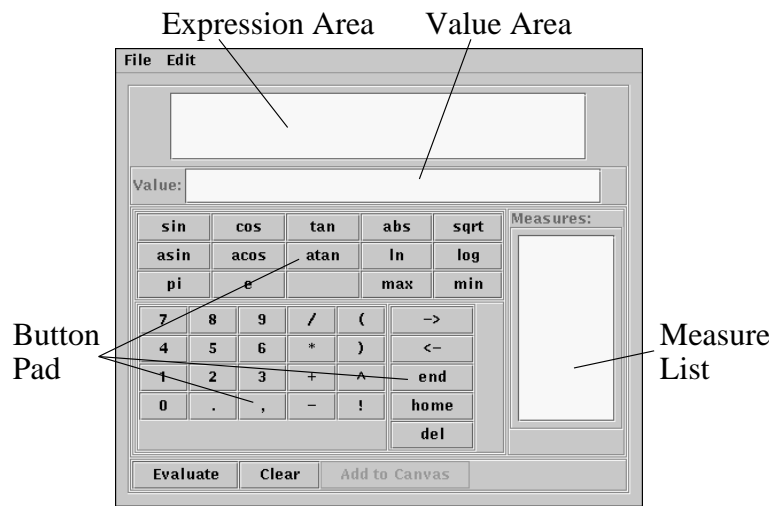 Expression Area Value Area
File Edit
Value:
sin cos tan abs sqrt Measures:
asin acos atan ln log
pi e max min
7 8 9 / ( ->
4 5 6 * ) <-
1 2 3 + ^ end
0 . , - ! home
del
Button
Pad
Measure
List
Evaluate Clear Add to Canvas